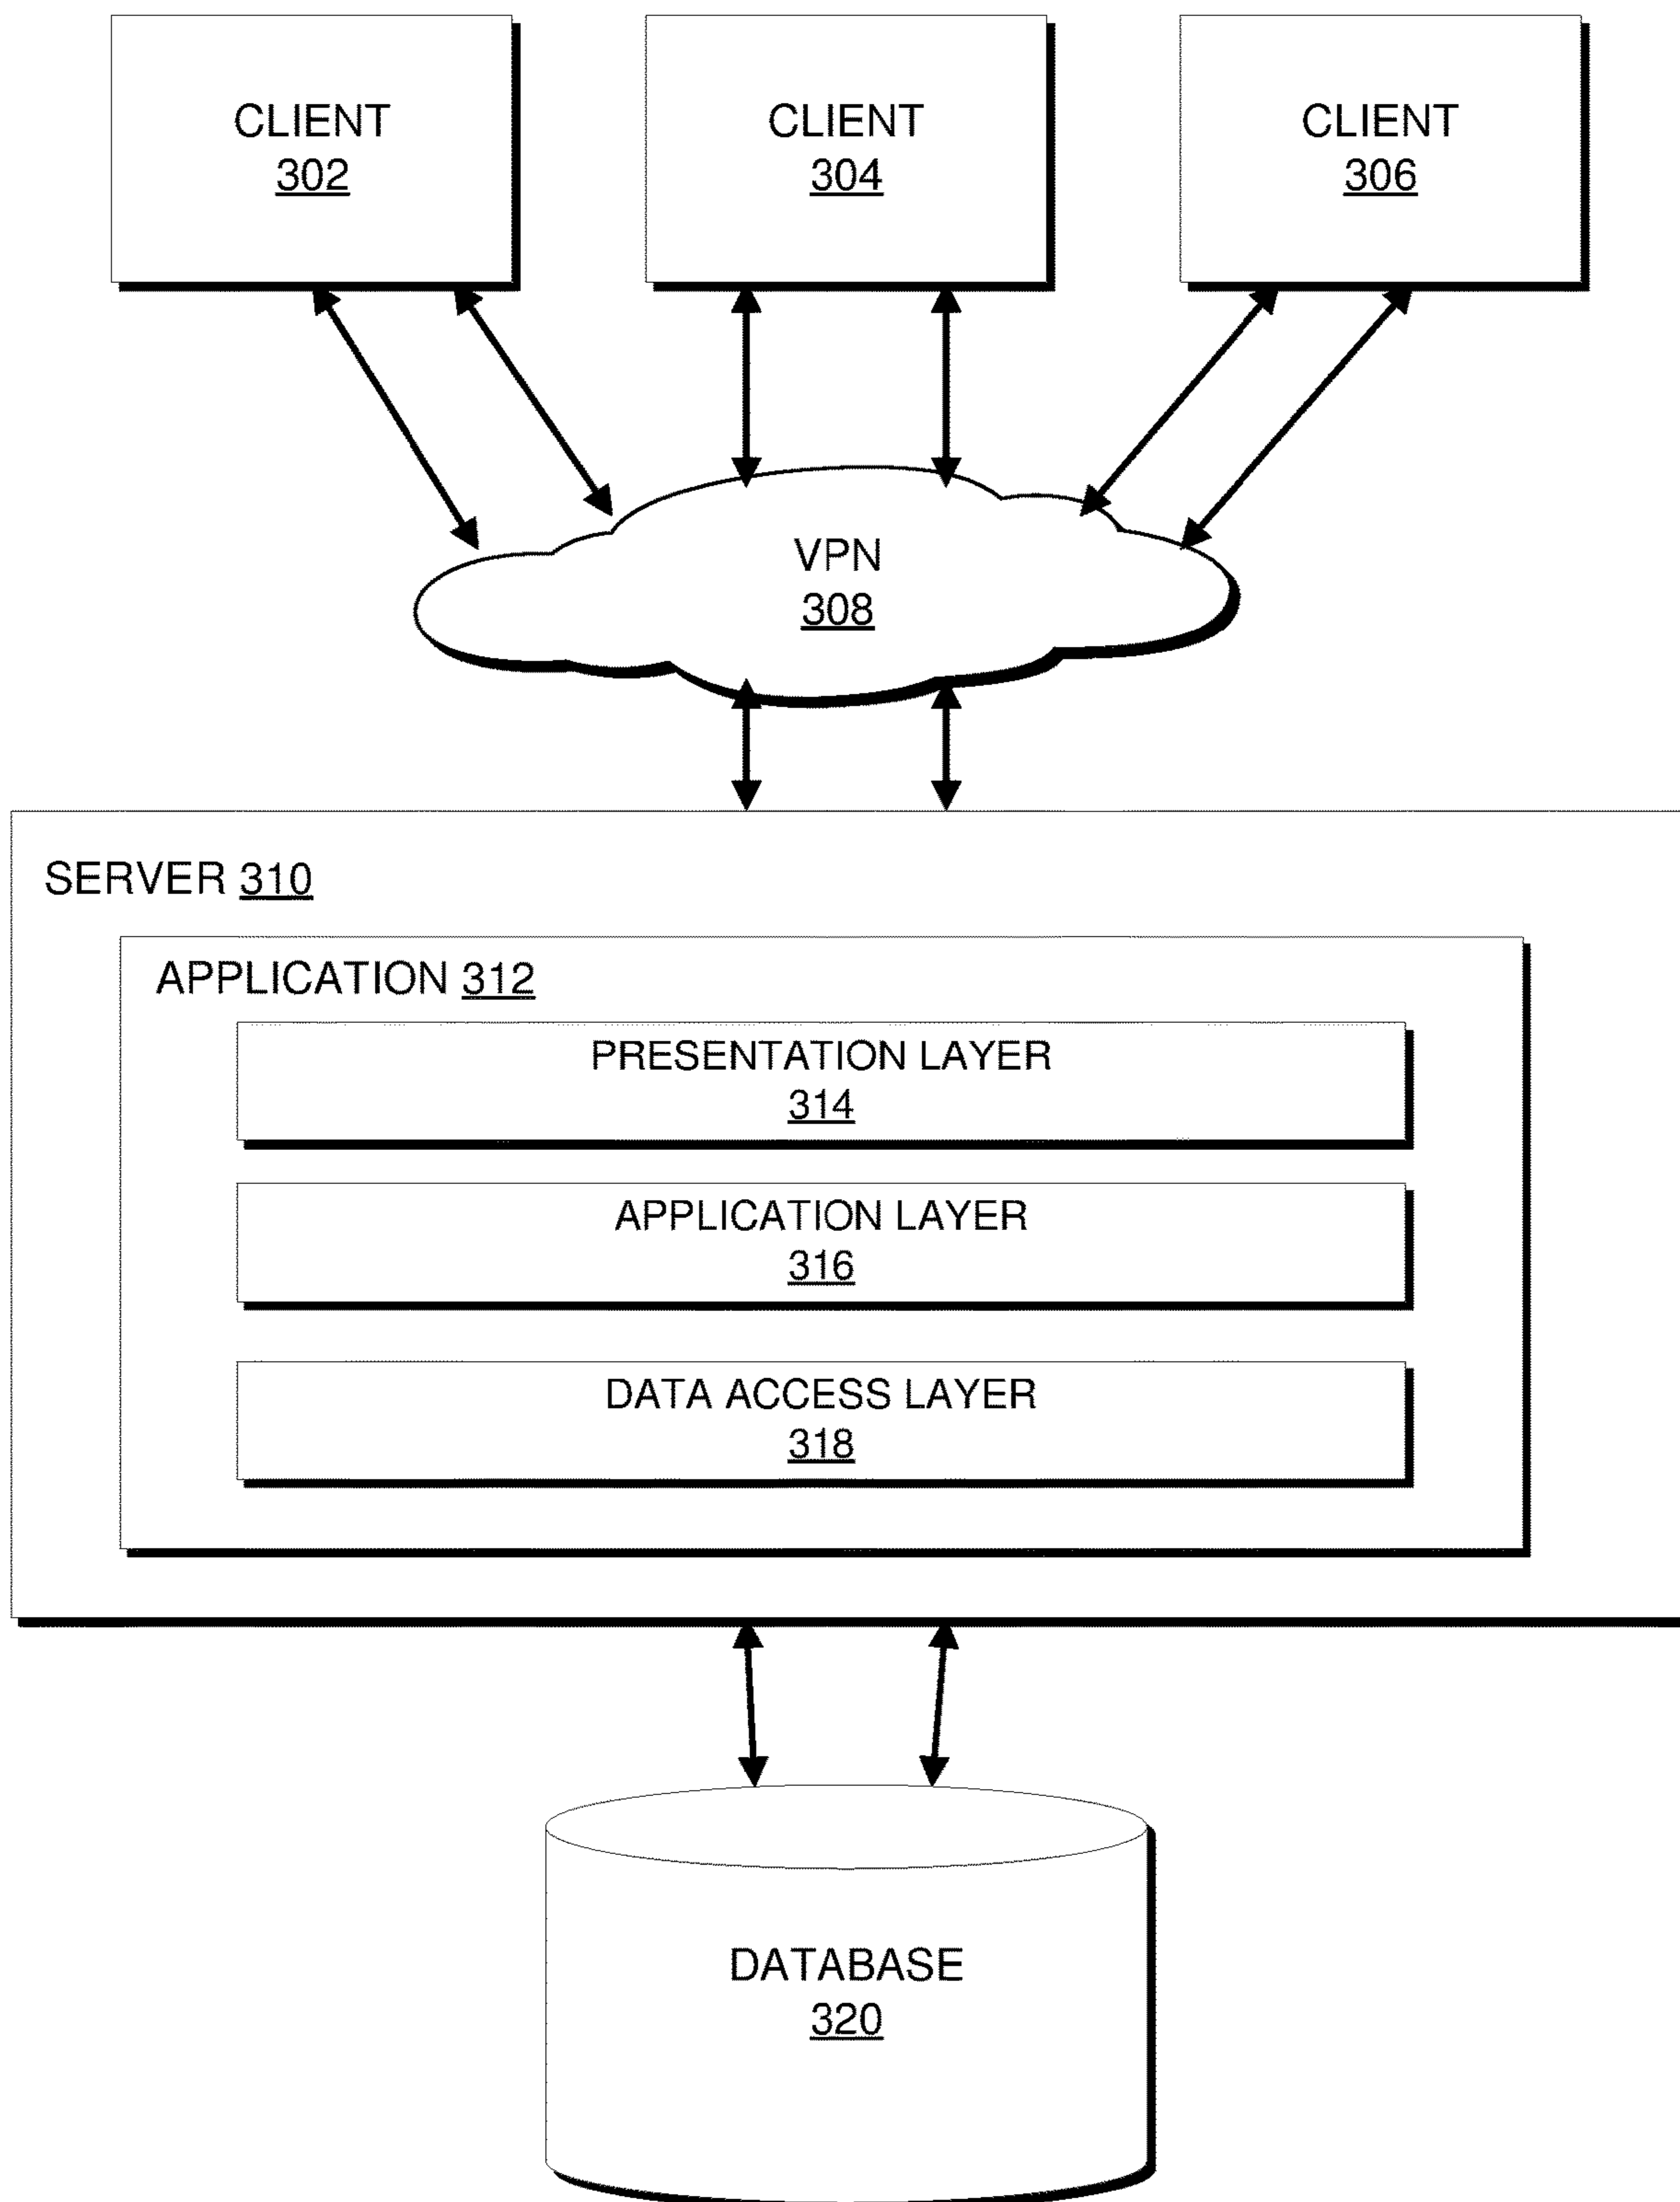 CLIENT
302
CLIENT
304
CLIENT
306
VPN
308
SERVER 310
APPLICATION 312
PRESENTATION LAYER
314
APPLICATION LAYER
316
DATA ACCESS LAYER
318
DATABASE
320